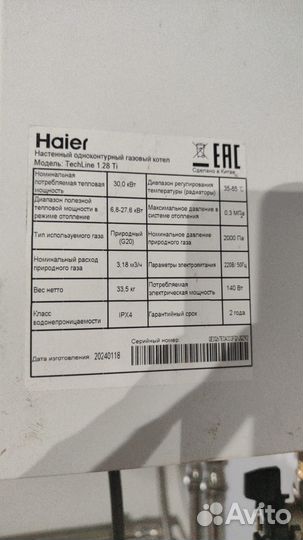 Haier
EAC
Настенный одноконтурный газовый котел
Модель: TechLine 1.28 Ti
Сделано в Китае
Номинальная потребляемая тепловая мощность
30,0 кВт
Диапазон регулирования температуры (радиаторы)
35-85 °C
Диапазон полезной тепловой мощности в режиме отопления
6,8-27,6 кВт
Максимальное давление в системе отопления
0,3 МПа
Тип используемого газа
Природный (G20)
Номинальное давление природного газа
2000 Па
Номинальный расход природного газа
3,18 м3/ч
Параметры электропитания
220В/ 50Гц
Вес нетто
33,5 кг
Потребляемая электрическая мощность
140 Вт
Класс водонепроницаемости
IPX4
Гарантийный срок
2 года
Дата изготовления 20240118
Серийный номер:
Avito